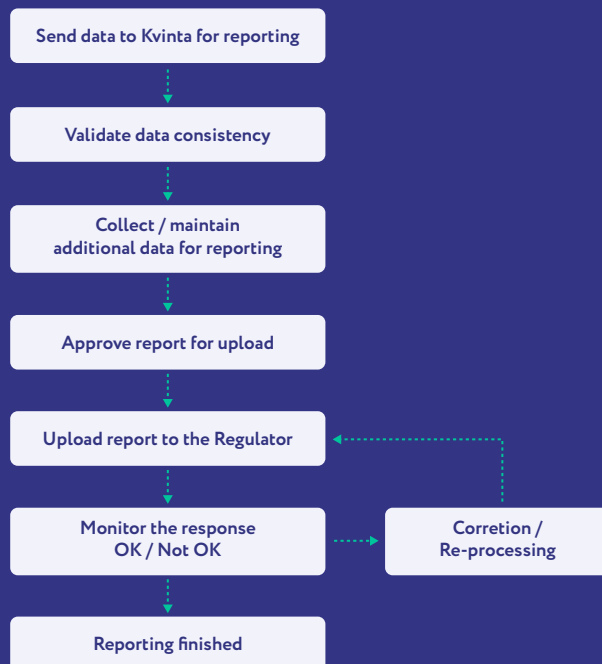 Send data to Kvinta for reporting
Validate data consistency
Collect / maintain
additional data for reporting
Approve report for upload
Upload report to the Regulator
Monitor the response
OK / Not OK
Corretion /
Re-processing
Reporting finished